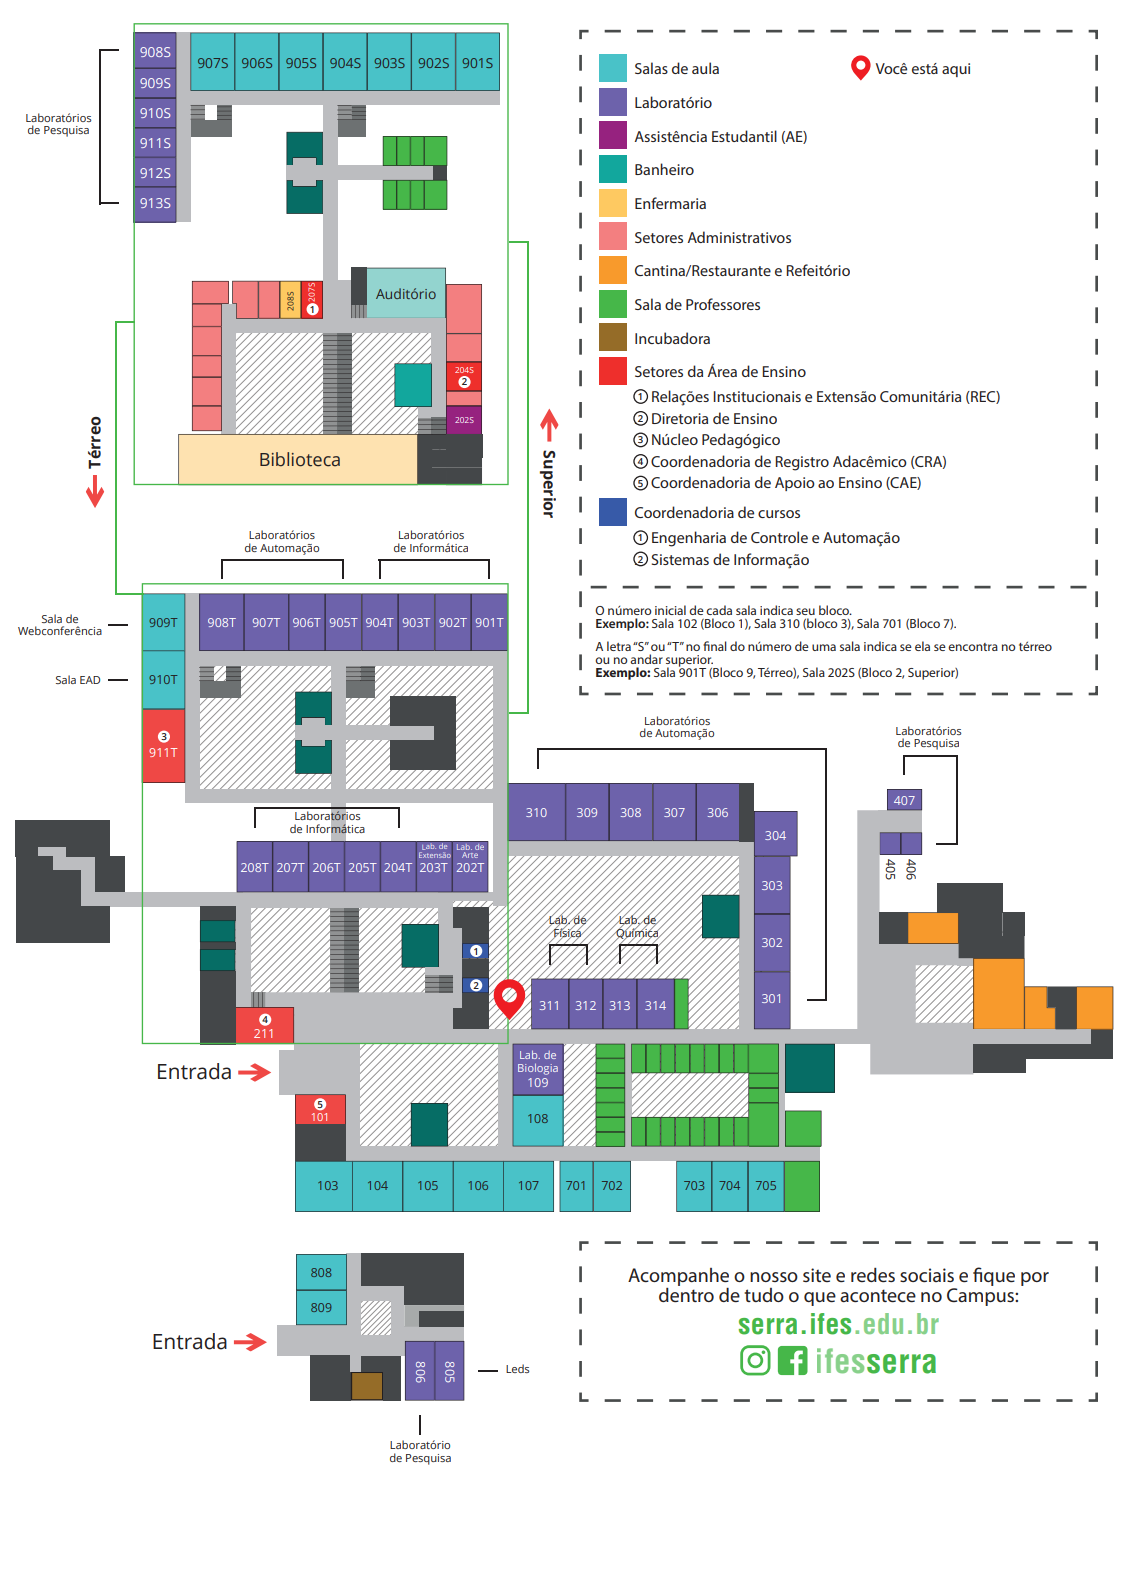 908S
909S
910S
911S
912S
913S
907S 906S 905S 904S 903S 902S 901S
Laboratórios
de Pesquisa
208S
207S
1
Auditório
204S
2
202S
Biblioteca
Térreo
Superior
Salas de aula
Você está aqui
Laboratório
Assistência Estudantil (AE)
Banheiro
Enfermaria
Setores Administrativos
Cantina/Restaurante e Refeitório
Sala de Professores
Incubadora
Setores da Área de Ensino
1 Relações Institucionais e Extensão Comunitária (REC)
2 Diretoria de Ensino
3 Núcleo Pedagógico
4 Coordenadoria de Registro Adacêmico (CRA)
5 Coordenadoria de Apoio ao Ensino (CAE)
Coordenadoria de cursos
1 Engenharia de Controle e Automação
2 Sistemas de Informação
O número inicial de cada sala indica seu bloco.
Exemplo: Sala 102 (Bloco 1), Sala 310 (bloco 3), Sala 701 (Bloco 7).
A letra “S” ou “T” no final do número de uma sala indica se ela se encontra no térreo
ou no andar superior.
Exemplo: Sala 901T (Bloco 9, Térreo), Sala 202S (Bloco 2, Superior)
Laboratórios
de Automação
Laboratórios
de Informática
Sala de
Webconferência
Sala EAD
909T
910T
3
911T
908T 907T 906T 905T 904T 903T 902T 901T
Laboratórios
de Informática
208T 207T 206T 205T 204T
Lab. de
Extensão
203T
Lab. de
Arte
202T
1
2
4
211
Laboratórios
de Automação
310 309 308 307 306
304
303
302
301
Lab. de
Física
Lab. de
Química
311 312 313 314
Laboratórios
de Pesquisa
407
405
406
Entrada
5
101
Lab. de
Biologia
109
108
103 104 105 106 107 701 702 703 704 705
808
809
Entrada
806
805
Leds
Laboratório
de Pesquisa
Acompanhe o nosso site e redes sociais e fique por
dentro de tudo o que acontece no Campus:
serra.ifes.edu.br
ifesserra